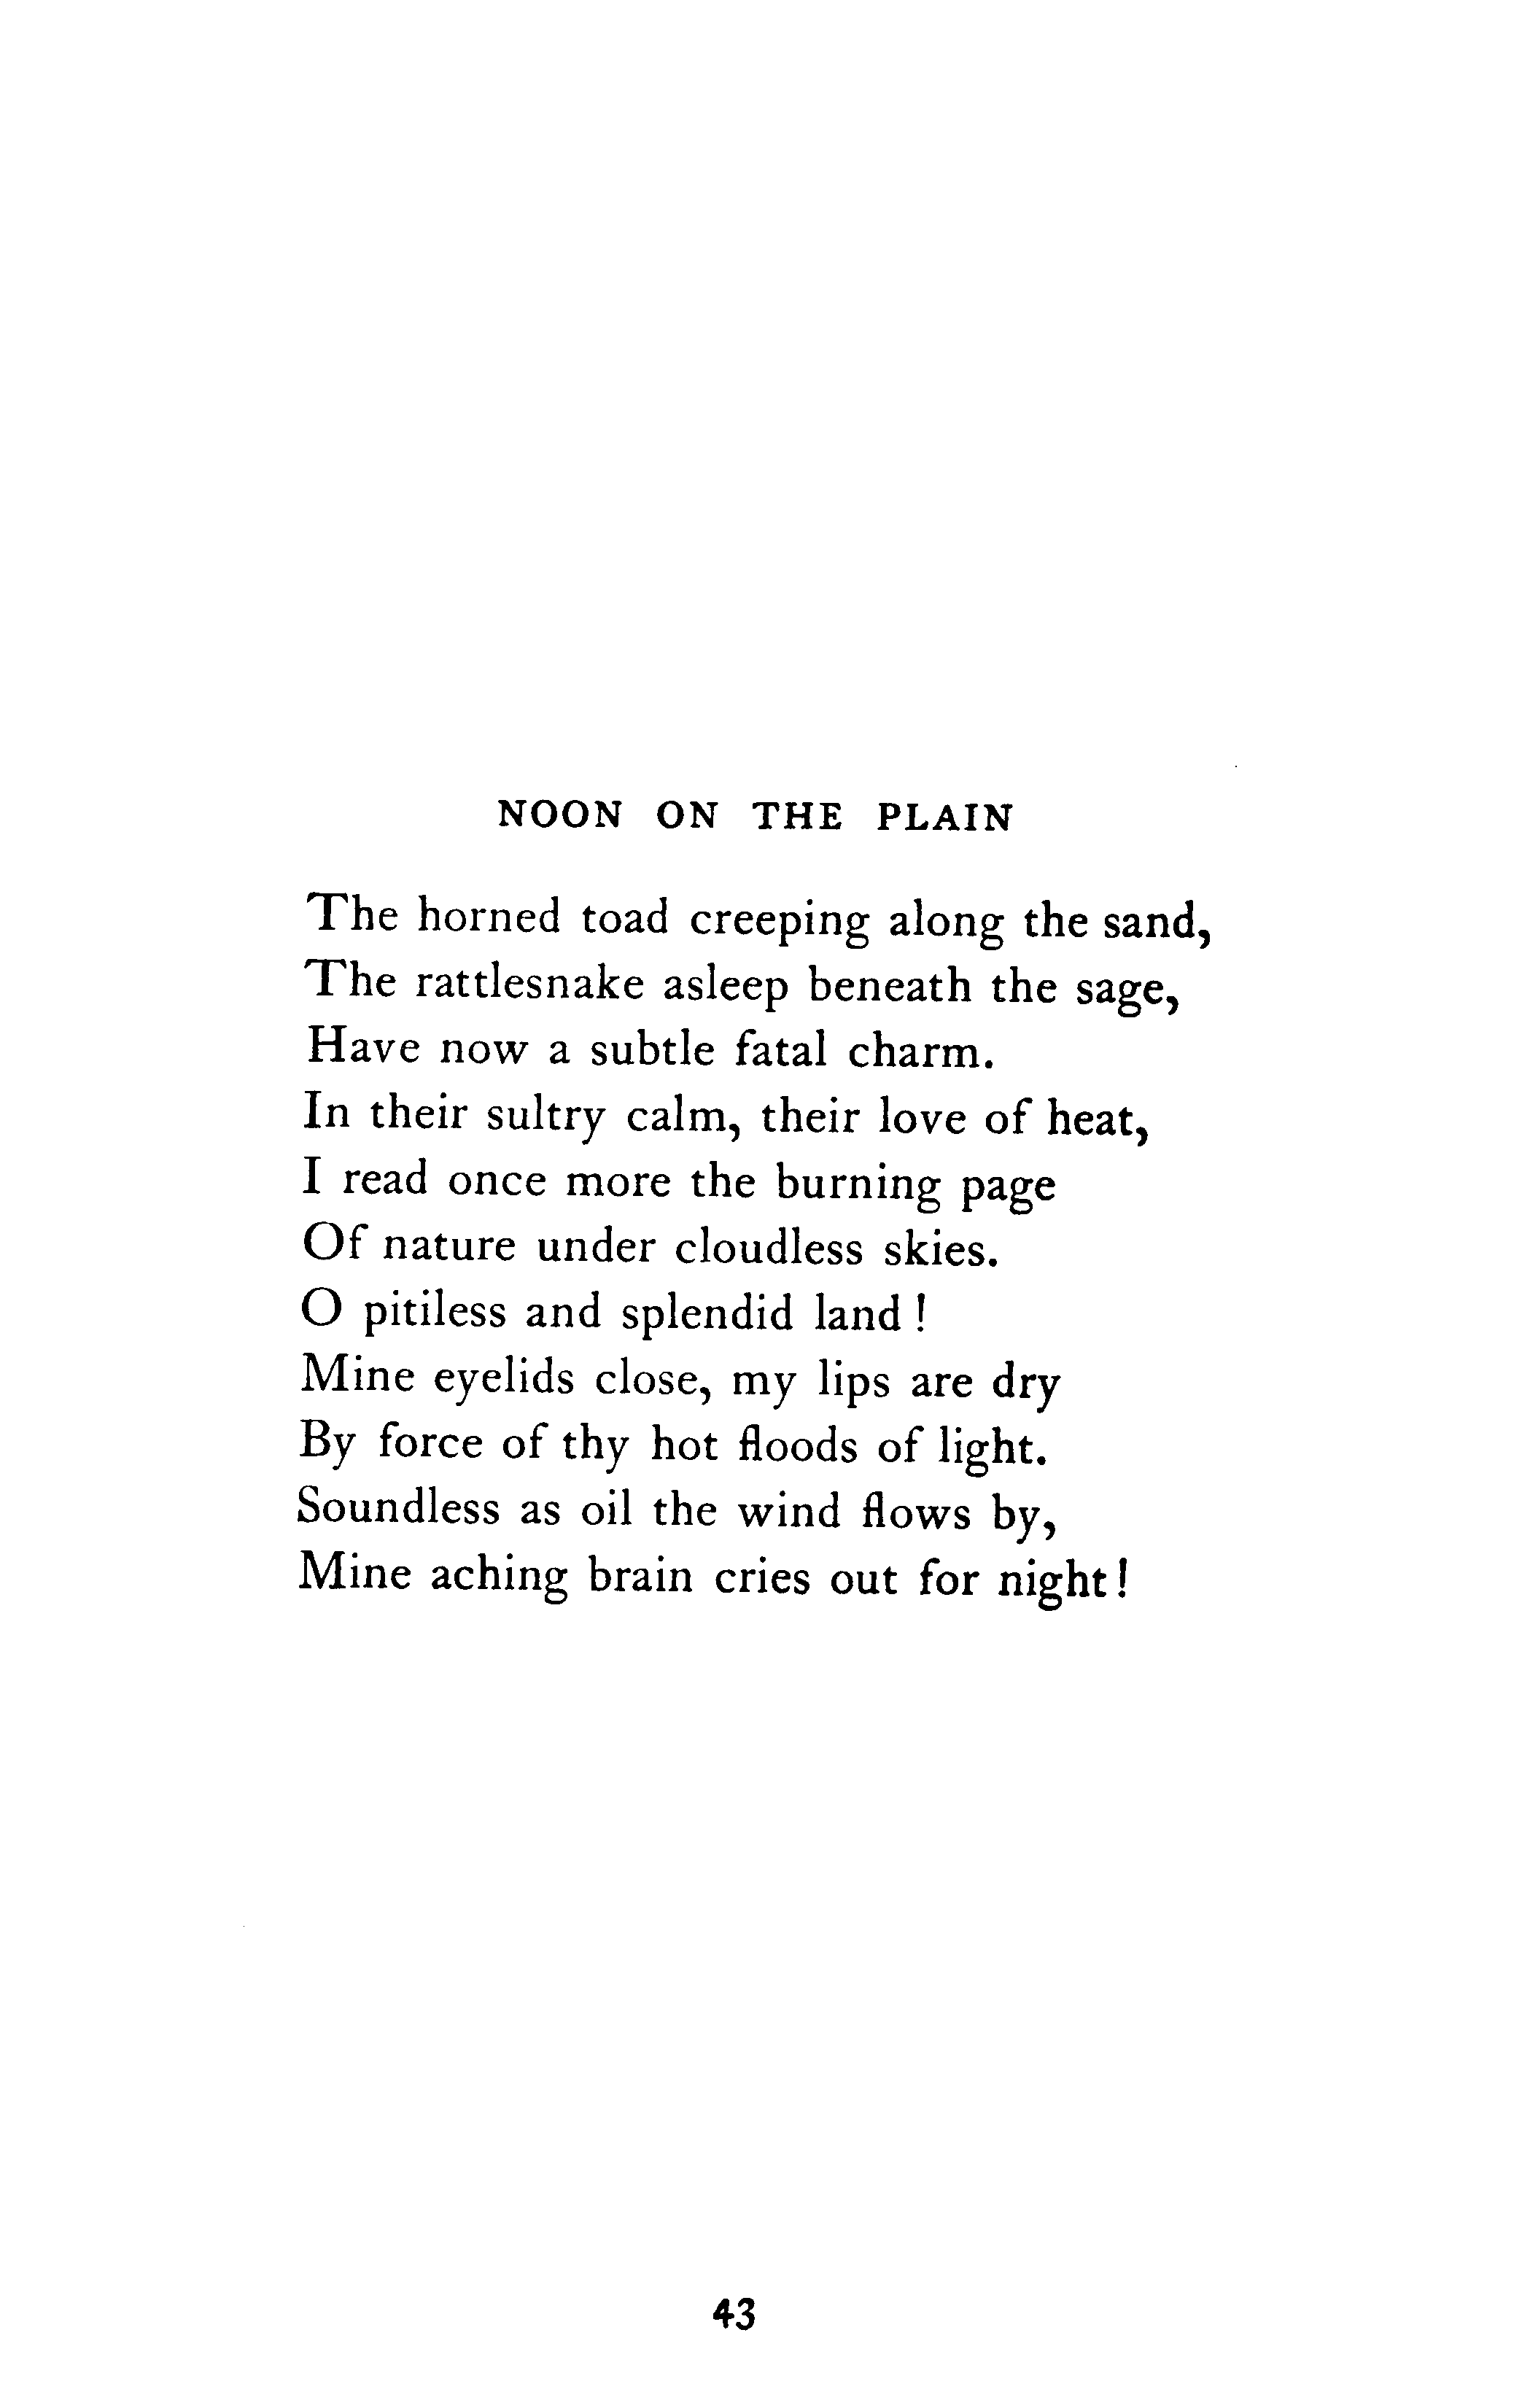 NOON ON THE PLAIN
The horned toad creeping along the sand,
The rattlesnake asleep beneath the sage,
Have now a subtle fatal charm.
In their sultry calm, their love of heat,
I read once more the burning page
Of nature under cloudless skies.
O pitiless and splendid land !
Mine eyelids close, my lips are dry
By force of thy hot floods of light.
Soundless as oil the wind flows by,
Mine aching brain cries out for night!
43